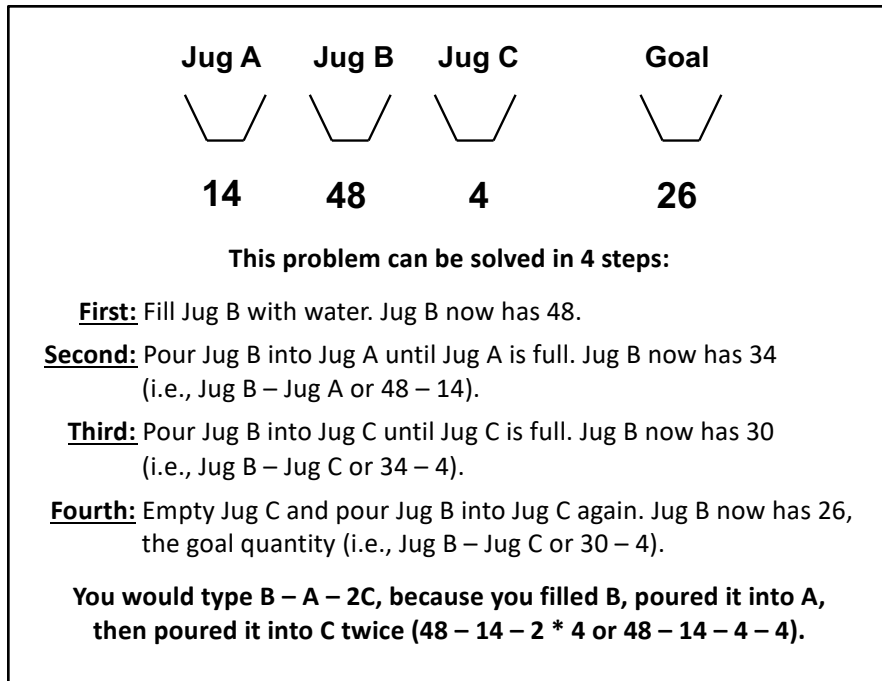 Jug A Jug B Jug C Goal
14 48 4 26
This problem can be solved in 4 steps:
First: Fill Jug B with water. Jug B now has 48.
Second: Pour Jug B into Jug A until Jug A is full. Jug B now has 34
(i.e., Jug B – Jug A or 48 – 14).
Third: Pour Jug B into Jug C until Jug C is full. Jug B now has 30
(i.e., Jug B – Jug C or 34 – 4).
Fourth: Empty Jug C and pour Jug B into Jug C again. Jug B now has 26,
the goal quantity (i.e., Jug B – Jug C or 30 – 4).
You would type B – A – 2C, because you filled B, poured it into A,
then poured it into C twice (48 – 14 – 2 * 4 or 48 – 14 – 4 – 4).